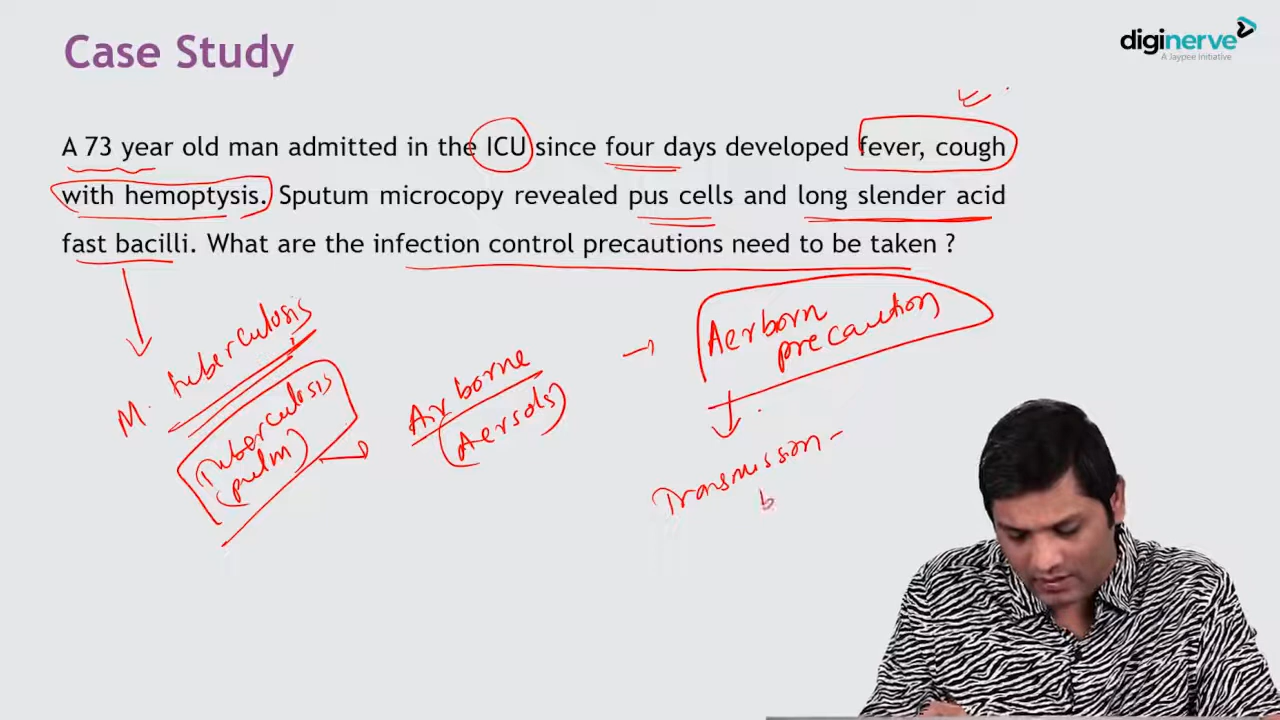 Case Study
diginerve
A Jaypee Initiative
A 73 year old man admitted in the ICU since four days developed fever, cough
with hemoptysis. Sputum microcopy revealed pus cells and long slender acid
fast bacilli. What are the infection control precautions need to be taken ?
M. tuberculosis
Tuberculosis
(pulm)
Airborne
(Aersols)
Aerborn
precaution
Transmission -
b